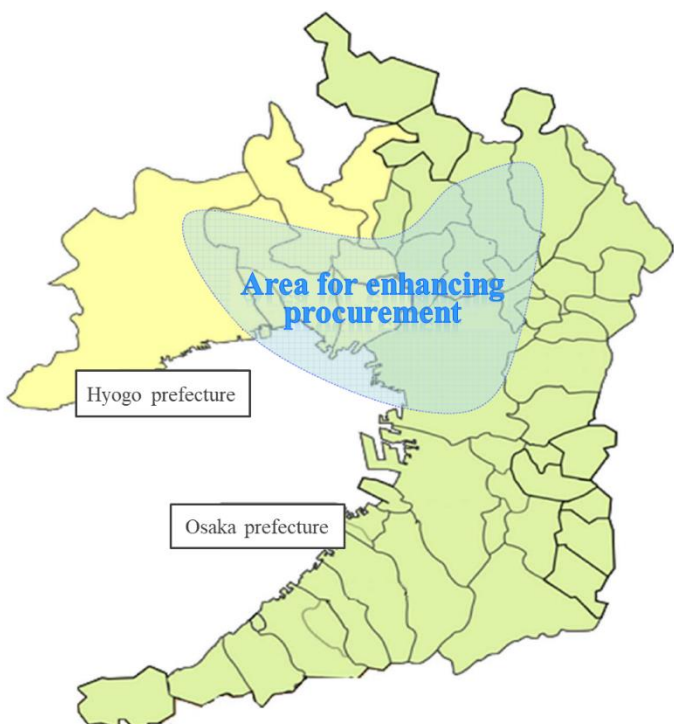 Area for enhancing
procurement
Hyogo prefecture
Osaka prefecture